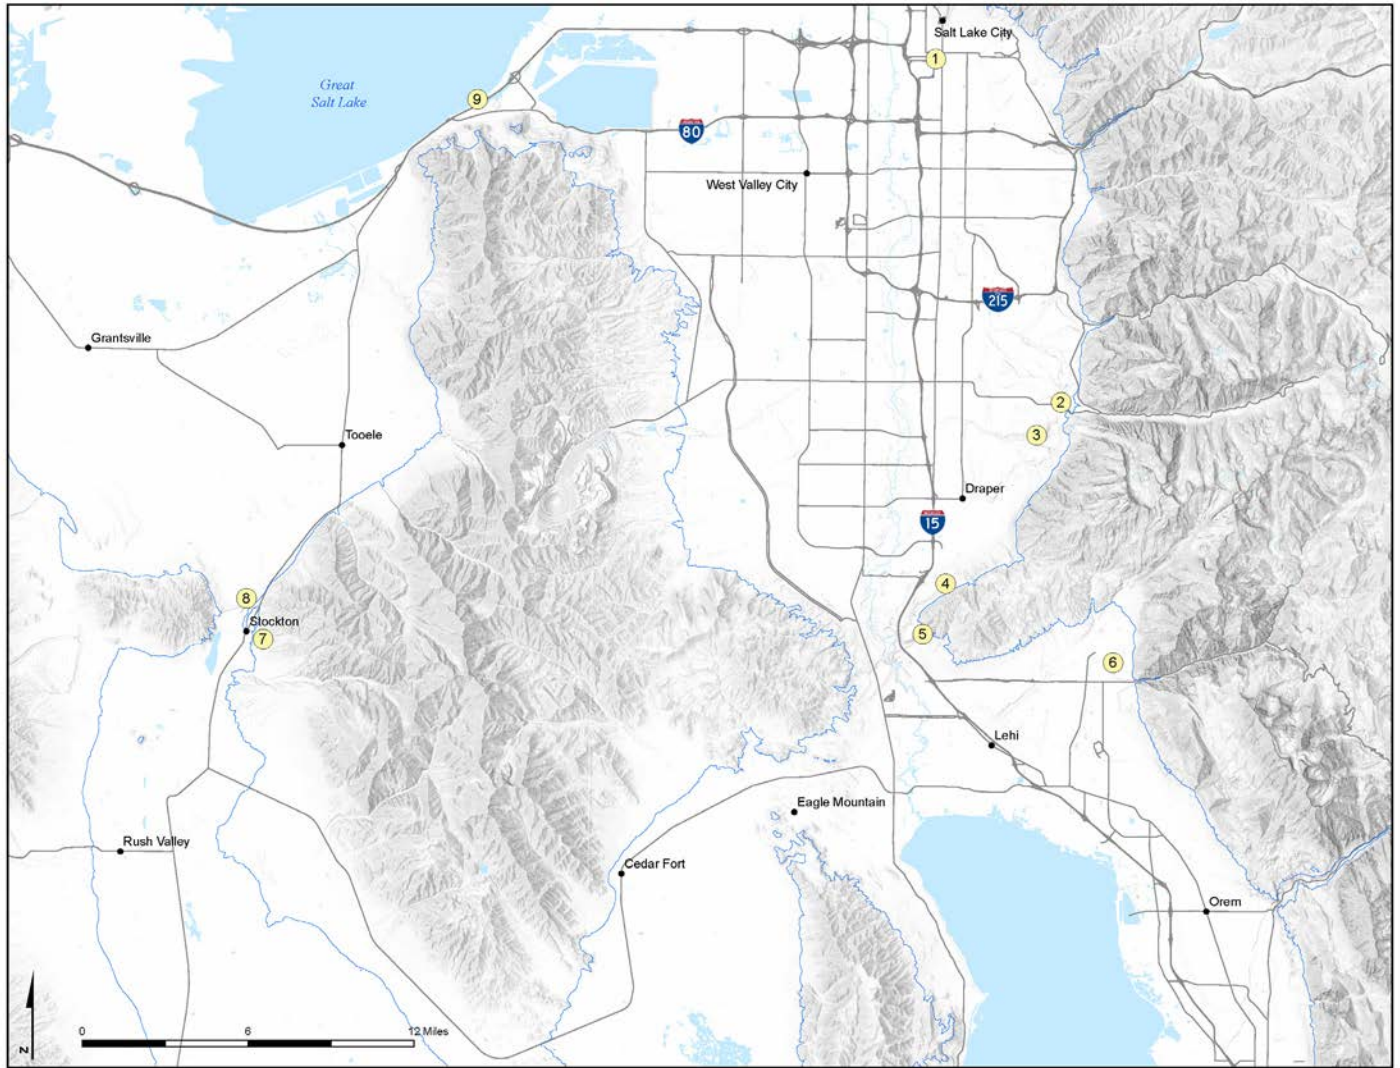 Salt Lake City
1
Great
Salt Lake
9
80
West Valley City
215
Grantsville
2
3
Tooele
Draper
15
4
8
Stockton
5
7
6
Lehi
Eagle Mountain
Rush Valley
Cedar Fort
Orem
N
0 6 12 Miles